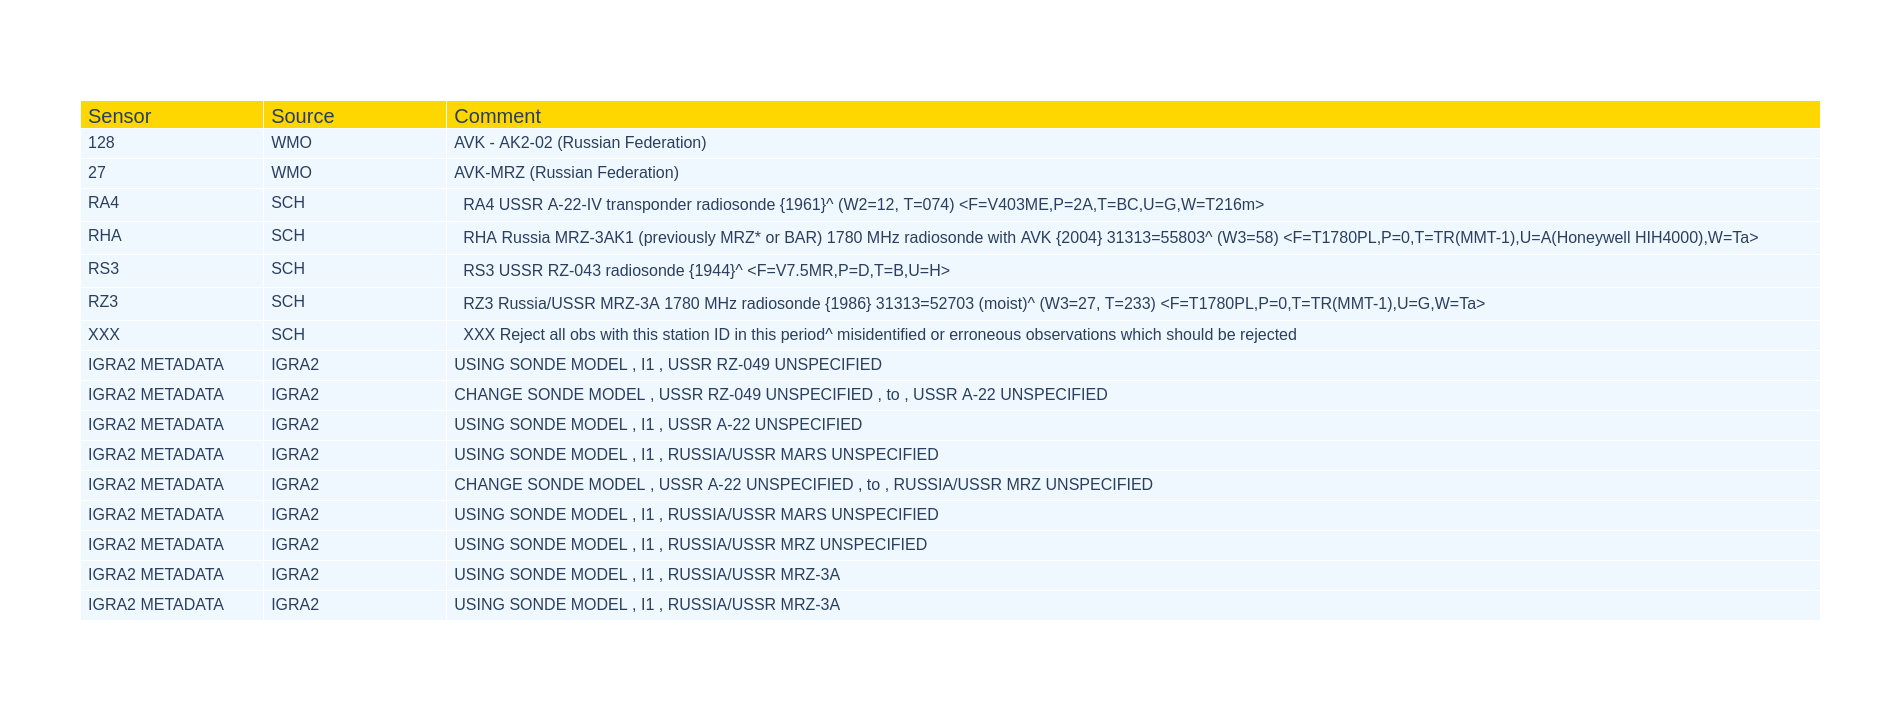 Sensor Source Comment
128 WMO AVK - AK2-02 (Russian Federation)
27 WMO AVK-MRZ (Russian Federation)
RA4 SCH RA4 USSR A-22-IV transponder radiosonde {1961}^ (W2=12, T=074) <F=V403ME,P=2A,T=BC,U=G,W=T216m>
RHA SCH RHA Russia MRZ-3AK1 (previously MRZ* or BAR) 1780 MHz radiosonde with AVK {2004} 31313=55803^ (W3=58) <F=T1780PL,P=0,T=TR(MMT-1),U=A(Honeywell HIH4000),W=Ta>
RS3 SCH RS3 USSR RZ-043 radiosonde {1944}^ <F=V7.5MR,P=D,T=B,U=H>
RZ3 SCH RZ3 Russia/USSR MRZ-3A 1780 MHz radiosonde {1986} 31313=52703 (moist)^ (W3=27, T=233) <F=T1780PL,P=0,T=TR(MMT-1),U=G,W=Ta>
XXX SCH XXX Reject all obs with this station ID in this period^ misidentified or erroneous observations which should be rejected
IGRA2 METADATA IGRA2 USING SONDE MODEL , I1 , USSR RZ-049 UNSPECIFIED
IGRA2 METADATA IGRA2 CHANGE SONDE MODEL , USSR RZ-049 UNSPECIFIED , to , USSR A-22 UNSPECIFIED
IGRA2 METADATA IGRA2 USING SONDE MODEL , I1 , USSR A-22 UNSPECIFIED
IGRA2 METADATA IGRA2 USING SONDE MODEL , I1 , RUSSIA/USSR MARS UNSPECIFIED
IGRA2 METADATA IGRA2 CHANGE SONDE MODEL , USSR A-22 UNSPECIFIED , to , RUSSIA/USSR MRZ UNSPECIFIED
IGRA2 METADATA IGRA2 USING SONDE MODEL , I1 , RUSSIA/USSR MARS UNSPECIFIED
IGRA2 METADATA IGRA2 USING SONDE MODEL , I1 , RUSSIA/USSR MRZ UNSPECIFIED
IGRA2 METADATA IGRA2 USING SONDE MODEL , I1 , RUSSIA/USSR MRZ-3A
IGRA2 METADATA IGRA2 USING SONDE MODEL , I1 , RUSSIA/USSR MRZ-3A